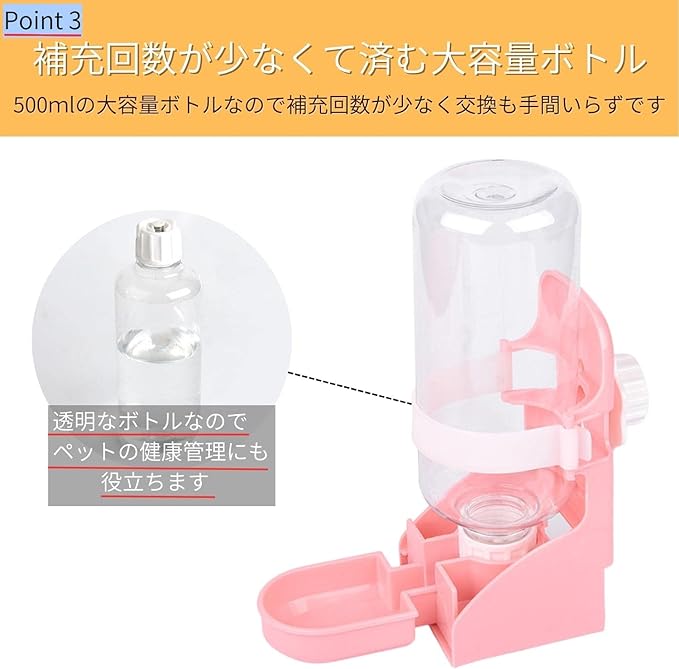 Point 3
補充回数が少なくて済む大容量ボトル
500mlの大容量ボトルなので補充回数が少なく交換も手間いらずです
透明なボトルなので
ペットの健康管理にも
役立ちます